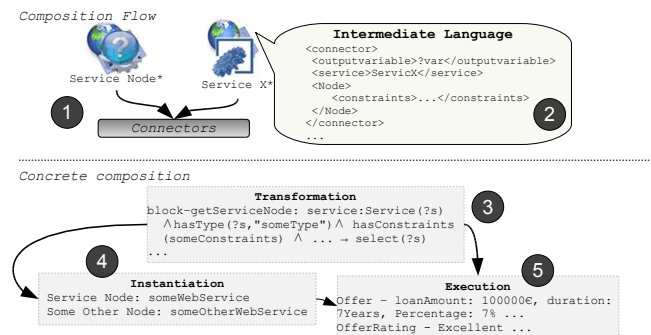 Composition Flow
Service Node*
Service X*
1
Connectors
Intermediate Language
<connector>
<outputvariable>?var</outputvariable>
<service>ServicX</service>
<Node>
<constraints>...</constraints>
</Node>
</connector>
...
2
Concrete composition
Transformation
block-getServiceNode: service:Service(?s)
∧hasType(?s,"someType")∧ hasConstraints
(someConstraints) ∧ ... → select(?s)
...
3
4
Instantiation
Service Node: someWebService
Some Other Node: someOtherWebService
5
Execution
Offer - loanAmount: 100000€, duration:
7Years, Percentage: 7% ...
OfferRating - Excellent ...